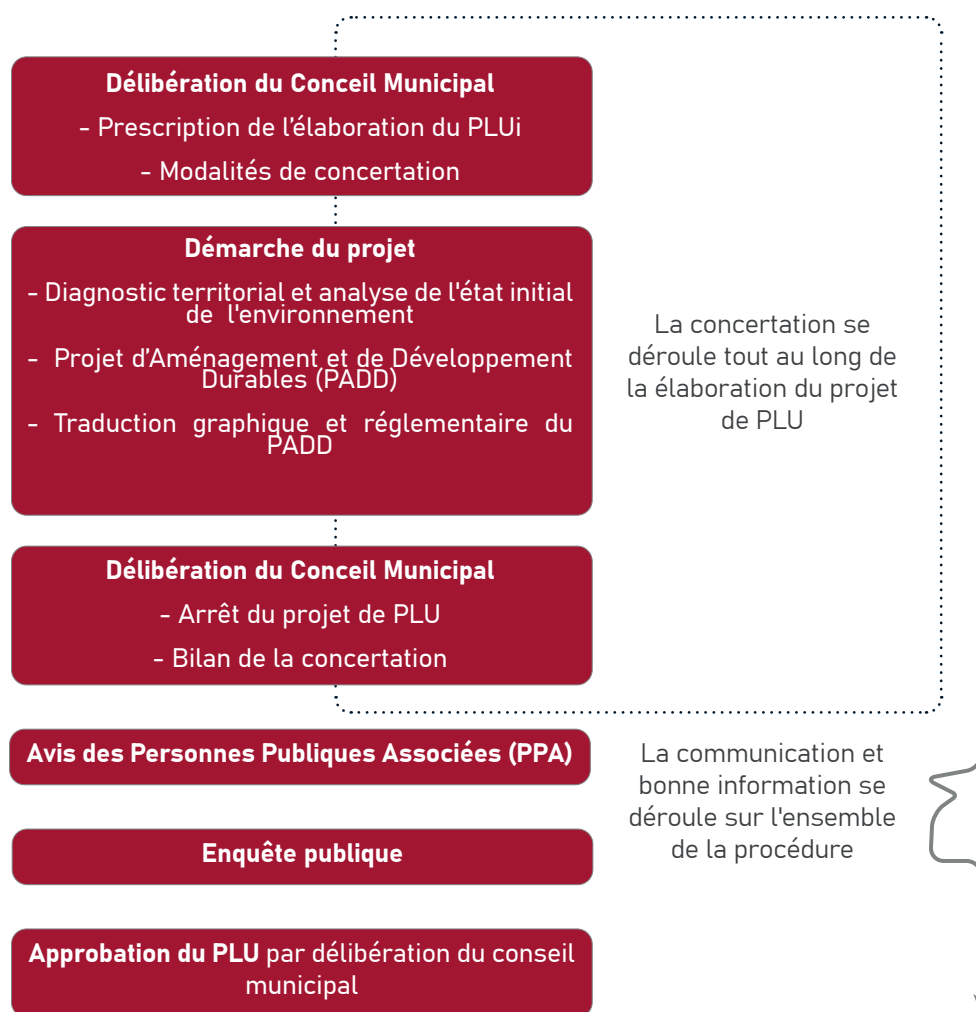 Délibération du Conceil Municipal
- Prescription de l'élaboration du PLUi
- Modalités de concertation
Démarche du projet
- Diagnostic territorial et analyse de l'état initial
de l'environnement
- Projet d'Aménagement et de Développement
Durables (PADD)
- Traduction graphique et réglementaire du
PADD
La concertation se
déroule tout au long de
la élaboration du projet
de PLU
Délibération du Conceil Municipal
- Arrêt du projet de PLU
- Bilan de la concertation
Avis des Personnes Publiques Associées (PPA)
La communication et
bonne information se
déroule sur l'ensemble
de la procédure
Enquête publique
Approbation du PLU par délibération du conseil
municipal